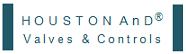 HOUSTON AnD®
Valves & Controls